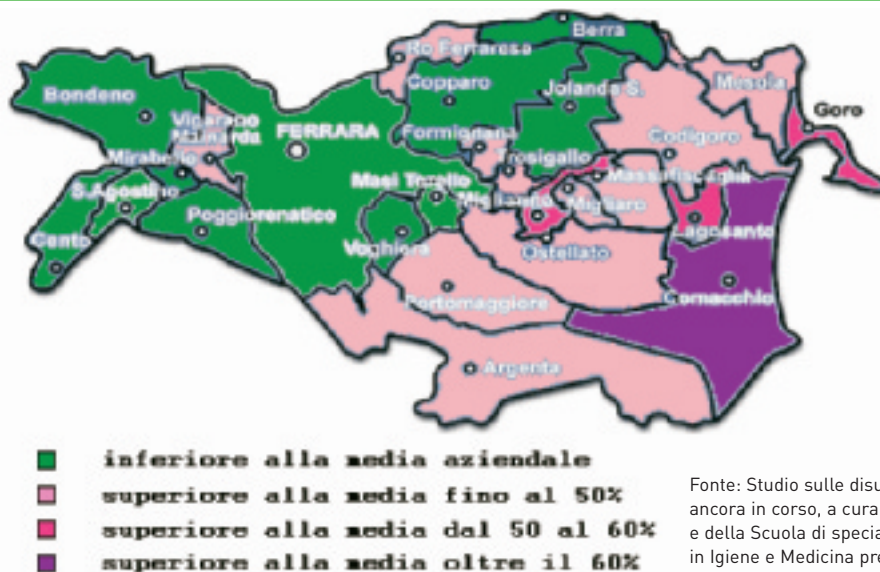 Berra
Ro Ferrarese
Mesola
Copparo
Jolanda S.
Bondeno
Goro
Vigarano
Mainarda
FERRARA
Formignana
Codigoro
Mirabello
Tresigallo
Massafiscaglia
S.Agostino
Masi Torello
Migliarino
Migliaro
Poggiorenatico
Lagosanto
Cento
Voghiera
Ostellato
Comacchio
Portomaggiore
Argenta
inferiore alla media aziendale
superiore alla media fino al 50%
superiore alla media dal 50 al 60%
superiore alla media oltre il 60%
Fonte: Studio sulle disu
ancora in corso, a cura
e della Scuola di specia
in Igiene e Medicina pre